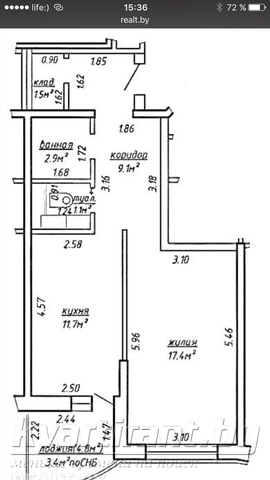 life:)
15:36
72 %
realt.by
0.90
1.85
клад.
1.5м²
1.62
1.62
1.86
ванная
2.9м²
1.72
коридор
9.1м²
1.68
0.91
туал.
1.1м²
1.24
3.16
3.18
2.58
3.10
4.57
кухня
11.7м²
5.96
жилая
17.4м²
5.46
2.50
2.44
2.22
1.47
3.10
лоджия(4.8м²)
3.4м²поСНБ
kvartirant.by